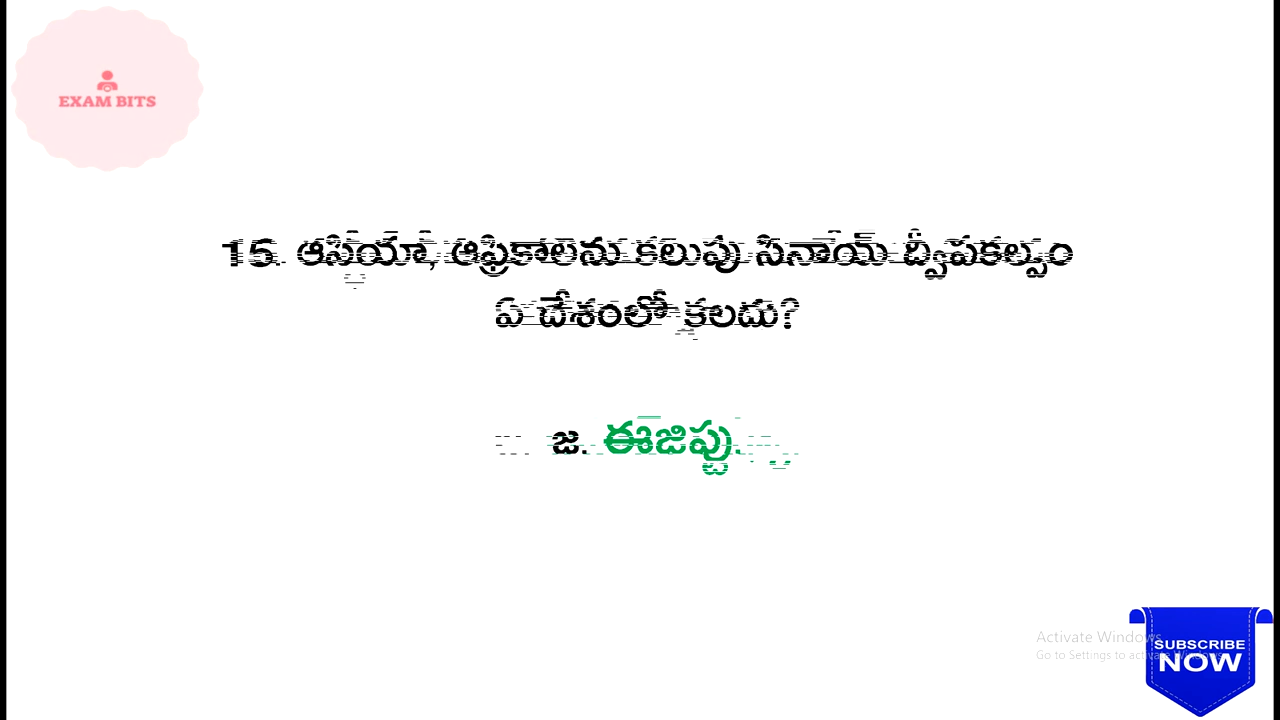 EXAM BITS
15. ఆసియా, ఆఫ్రికాలను కలుపు సినాయ్ ద్వీపకల్పం
ఏ దేశంలో కలదు?
జ. ఈజిప్టు.
Activate Windows
Go to Settings to activate Windows.
SUBSCRIBE
NOW